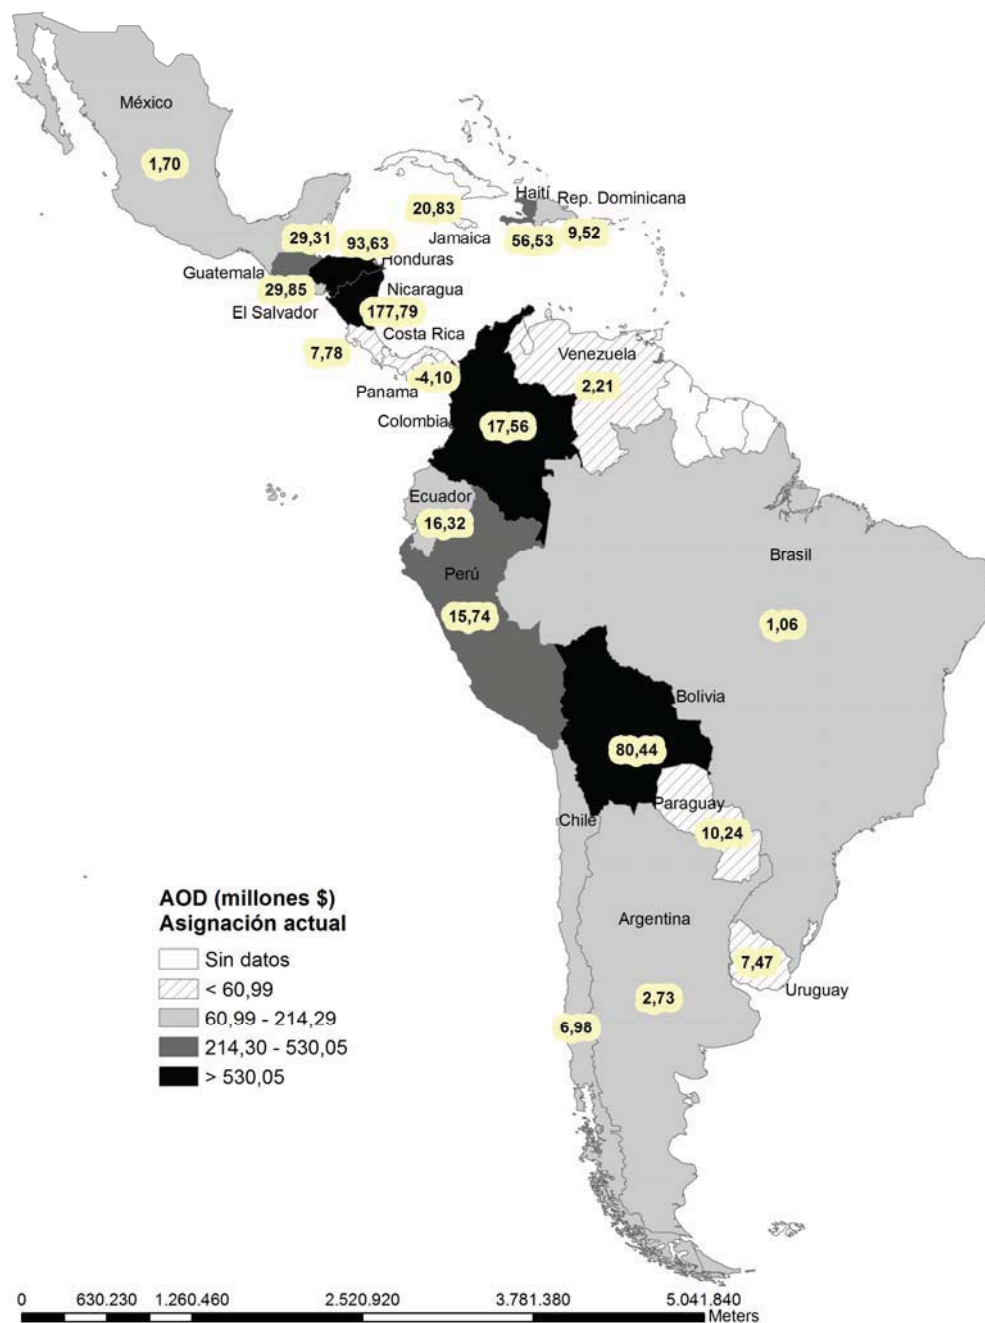 México
1,70
Haití
Rep. Dominicana
20,83
Jamaica
56,53
9,52
29,31
93,63
Honduras
Guatemala
29,85
Nicaragua
El Salvador
177,79
Costa Rica
7,78
Venezuela
-4,10
2,21
Panama
Colombia
17,56
Ecuador
16,32
Brasil
Perú
15,74
1,06
Bolivia
80,44
Paraguay
Chile
10,24
AOD (millones $)
Asignación actual
Sin datos
< 60,99
60,99 - 214,29
214,30 - 530,05
> 530,05
Argentina
7,47
Uruguay
2,73
6,98
0 630.230 1.260.460 2.520.920 3.781.380 5.041.840
Meters